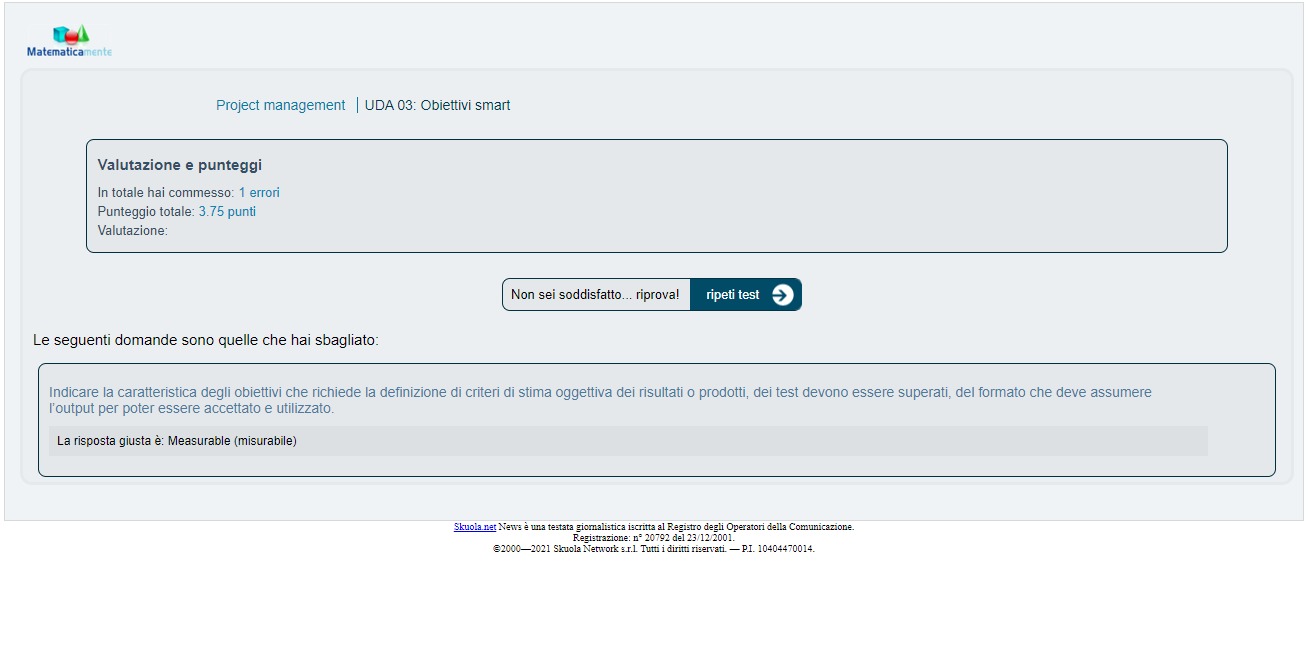 Matematicamente
Project management | UDA 03: Obiettivi smart
Valutazione e punteggi
In totale hai commesso: 1 errori
Punteggio totale: 3.75 punti
Valutazione:
Non sei soddisfatto... riprova! ripeti test
Le seguenti domande sono quelle che hai sbagliato:
Indicare la caratteristica degli obiettivi che richiede la definizione di criteri di stima oggettiva dei risultati o prodotti, dei test devono essere superati, del formato che deve assumere
l'output per poter essere accettato e utilizzato.
La risposta giusta è: Measurable (misurabile)
Skuola.net News è una testata giornalistica iscritta al Registro degli Operatori della Comunicazione.
Registrazione: n° 20792 del 23/12/2001.
©2000—2021 Skuola Network s.r.l. Tutti i diritti riservati. — P.I. 10404470014.